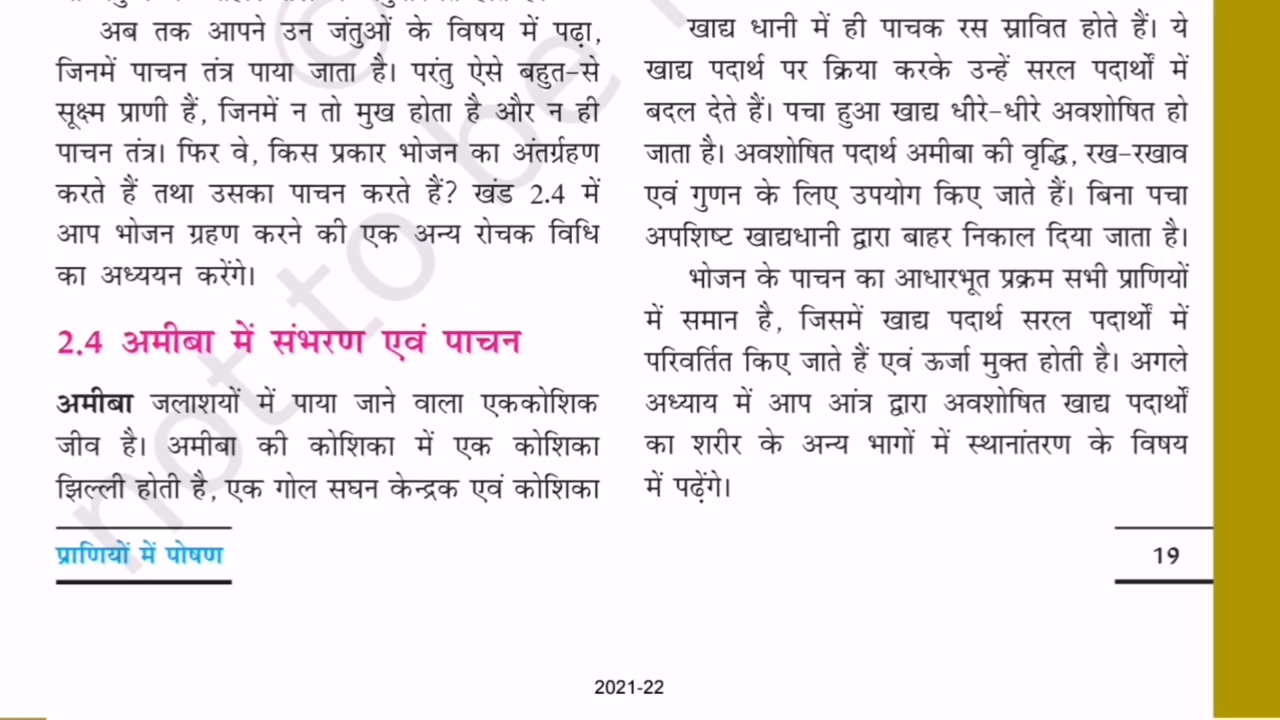 अब तक आपने उन जंतुओं के विषय में पढ़ा,
जिनमें पाचन तंत्र पाया जाता है। परंतु ऐसे बहुत-से
सूक्ष्म प्राणी हैं, जिनमें न तो मुख होता है और न ही
पाचन तंत्र। फिर वे, किस प्रकार भोजन का अंतर्ग्रहण
करते हैं तथा उसका पाचन करते हैं? खंड 2.4 में
आप भोजन ग्रहण करने की एक अन्य रोचक विधि
का अध्ययन करेंगे।
2.4 अमीबा में संभरण एवं पाचन
अमीबा जलाशयों में पाया जाने वाला एककोशिक
जीव है। अमीबा की कोशिका में एक कोशिका
झिल्ली होती है, एक गोल सघन केन्द्रक एवं कोशिका
खाद्य धानी में ही पाचक रस स्रावित होते हैं। ये
खाद्य पदार्थ पर क्रिया करके उन्हें सरल पदार्थों में
बदल देते हैं। पचा हुआ खाद्य धीरे-धीरे अवशोषित हो
जाता है। अवशोषित पदार्थ अमीबा की वृद्धि, रख-रखाव
एवं गुणन के लिए उपयोग किए जाते हैं। बिना पचा
अपशिष्ट खाद्यधानी द्वारा बाहर निकाल दिया जाता है।
भोजन के पाचन का आधारभूत प्रक्रम सभी प्राणियों
में समान है, जिसमें खाद्य पदार्थ सरल पदार्थों में
परिवर्तित किए जाते हैं एवं ऊर्जा मुक्त होती है। अगले
अध्याय में आप आंत्र द्वारा अवशोषित खाद्य पदार्थों
का शरीर के अन्य भागों में स्थानांतरण के विषय
में पढ़ेंगे।
प्राणियों में पोषण
19
2021-22
© not to be